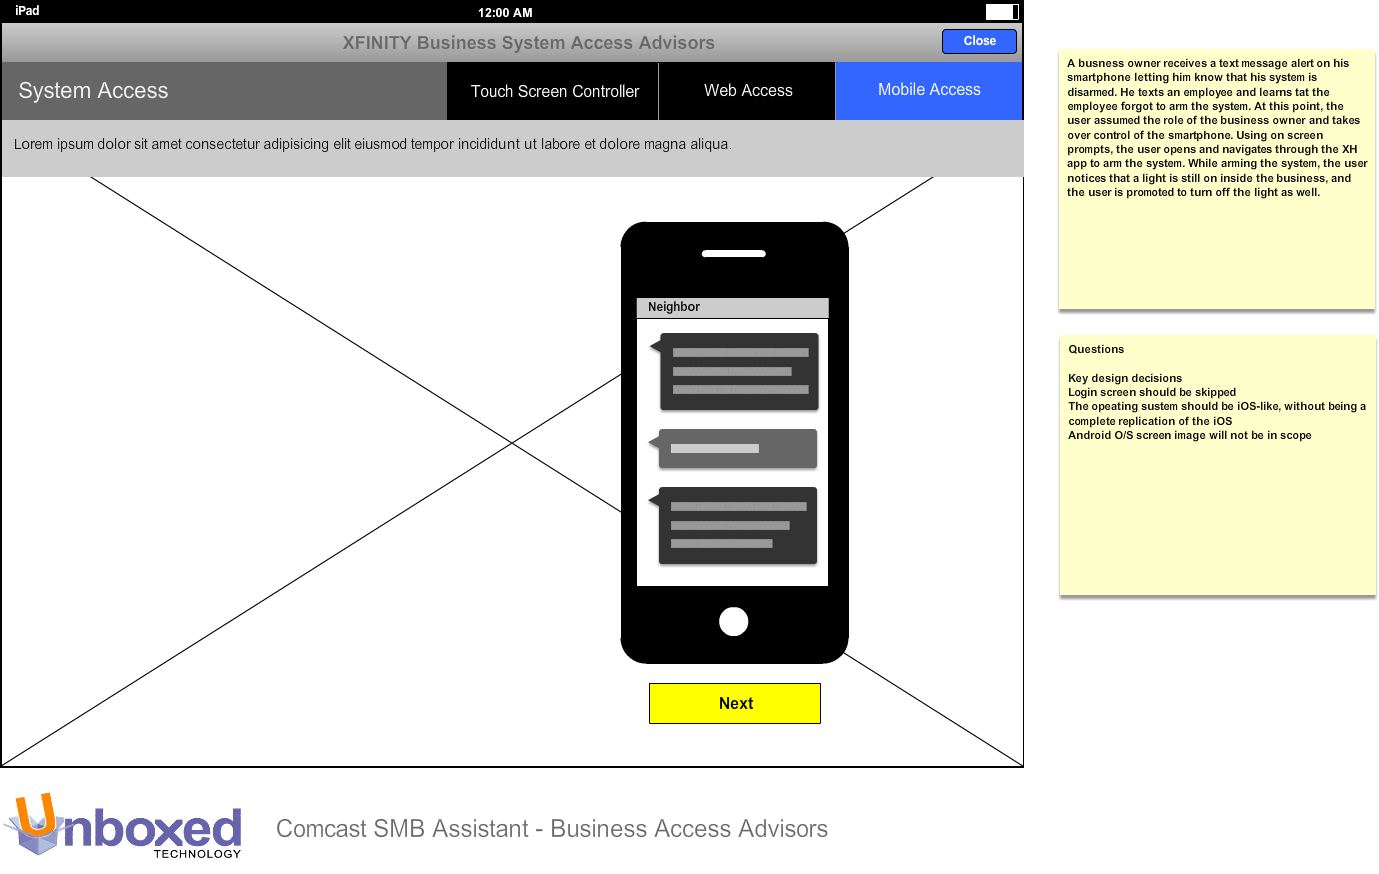 iPad
12:00 AM
XFINITY Business System Access Advisors
Close
System Access
Touch Screen Controller
Web Access
Mobile Access
Lorem ipsum dolor sit amet consectetur adipisicing elit eiusmod tempor incididunt ut labore et dolore magna aliqua.
Neighbor
Next
A business owner receives a text message alert on his
smartphone letting him know that his system is
disarmed. He texts an employee and learns tat the
employee forgot to arm the system. At this point, the
user assumed the role of the business owner and takes
over control of the smartphone. Using on screen
prompts, the user opens and navigates through the XH
app to arm the system. While arming the system, the user
notices that a light is still on inside the business, and
the user is promoted to turn off the light as well.
Questions
Key design decisions
Login screen should be skipped
The opeating sustem should be iOS-like, without being a
complete replication of the iOS
Android O/S screen image will not be in scope
Unboxed
TECHNOLOGY
Comcast SMB Assistant - Business Access Advisors